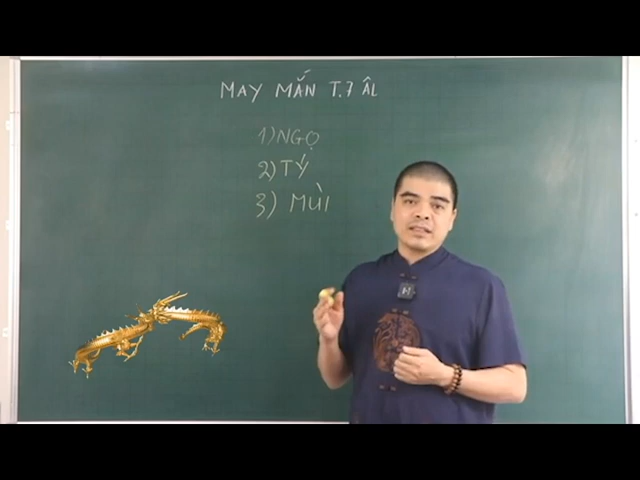 MAY MẮN T.7 ÂL
1) NGỌ
2) TÝ
3) MÙI